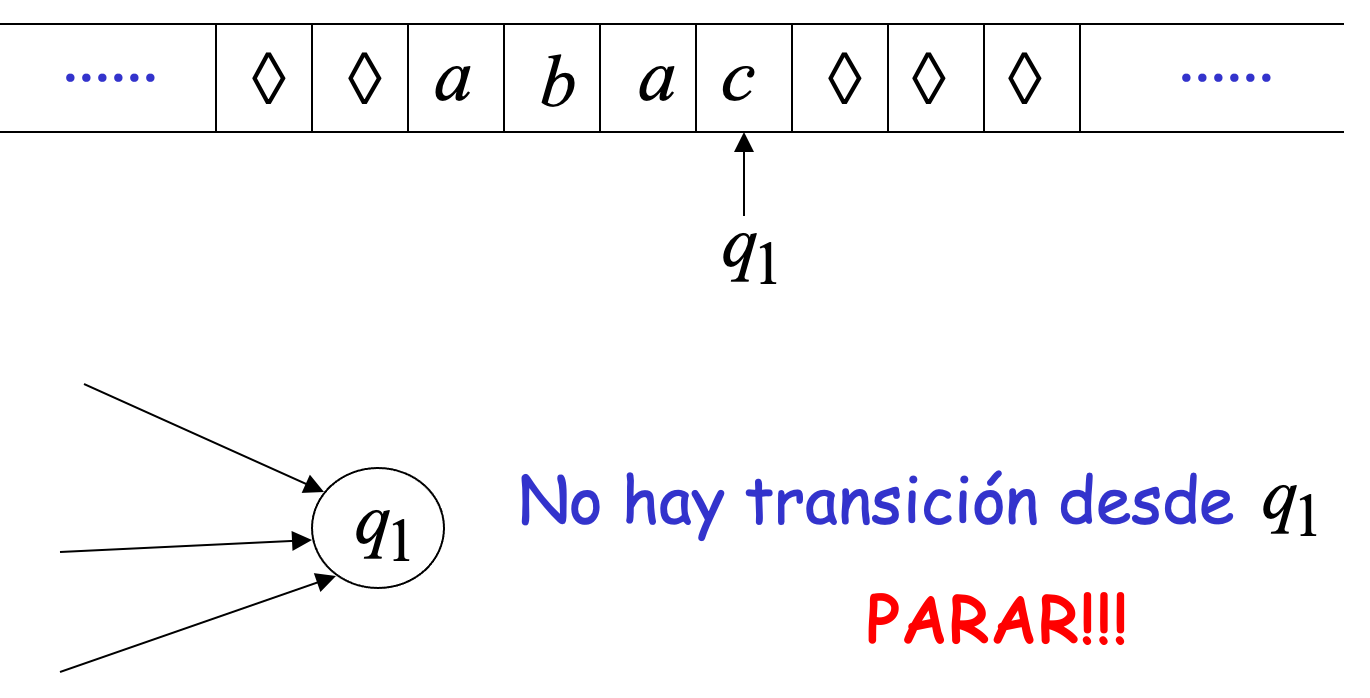 ...... ◊ ◊ a b a c ◊ ◊ ◊ ......
q₁
q₁ No hay transición desde q₁
PARAR!!!